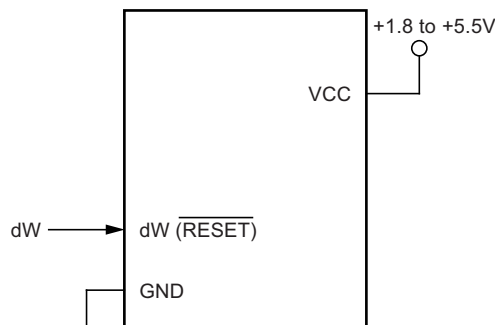 +1.8 to +5.5V
VCC
dW
dW (RESET)
GND